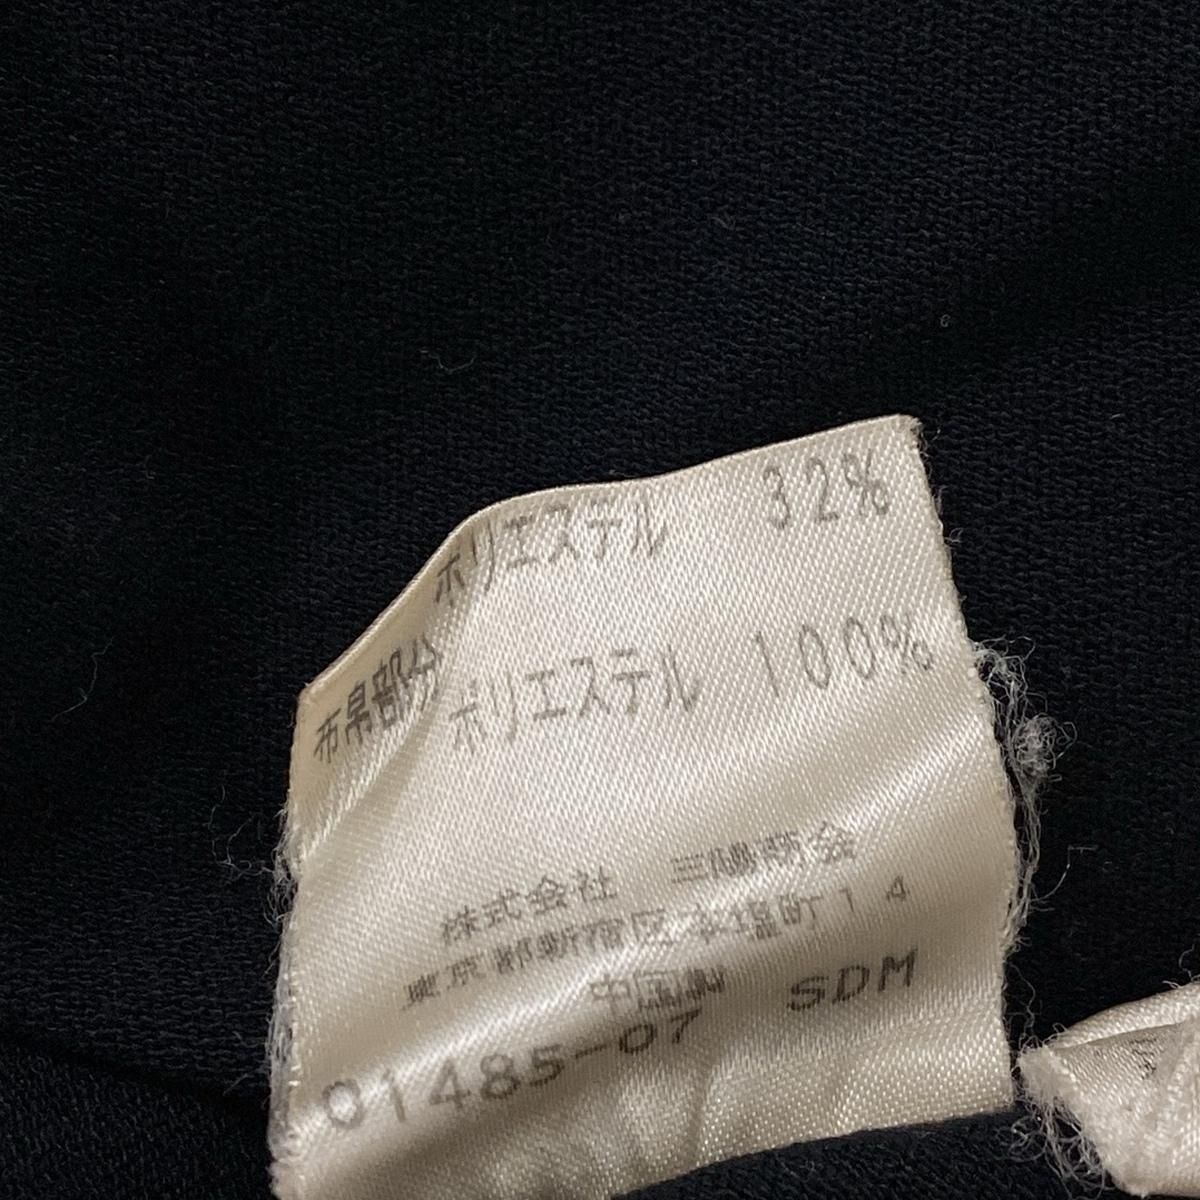 ポリエステル 32%
布帛部分
ポリエステル 100%
株式会社 三陽商会
東京都新宿区本塩町14
中国製 SDM
01485-07